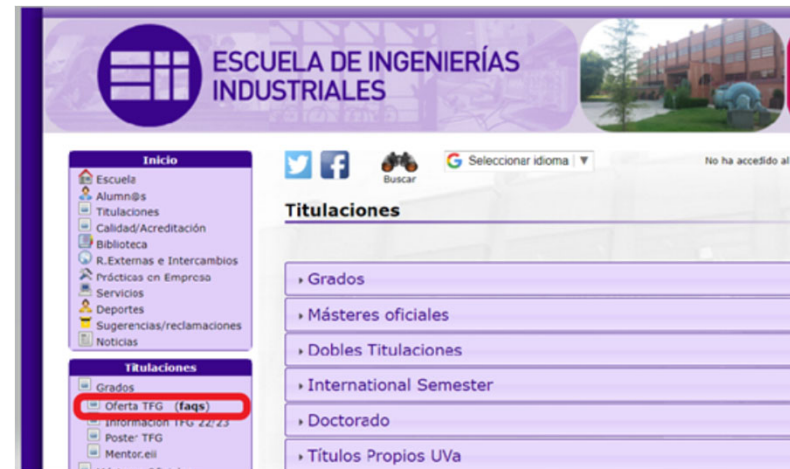 ESCUELA DE INGENIERÍAS
INDUSTRIALES
Inicio
Escuela
Alumn@s
Titulaciones
Calidad/Acreditación
Biblioteca
R.Externas e Intercambios
Prácticas en Empresa
Servicios
Deportes
Sugerencias/reclamaciones
Noticias
Titulaciones
Grados
Oferta TFG (faqs)
Información TFG 22/23
Poster TFG
Mentor.eii
Buscar
G Seleccionar idioma ▼
No ha accedido al
Titulaciones
Grados
Másteres oficiales
Dobles Titulaciones
International Semester
Doctorado
Títulos Propios UVa